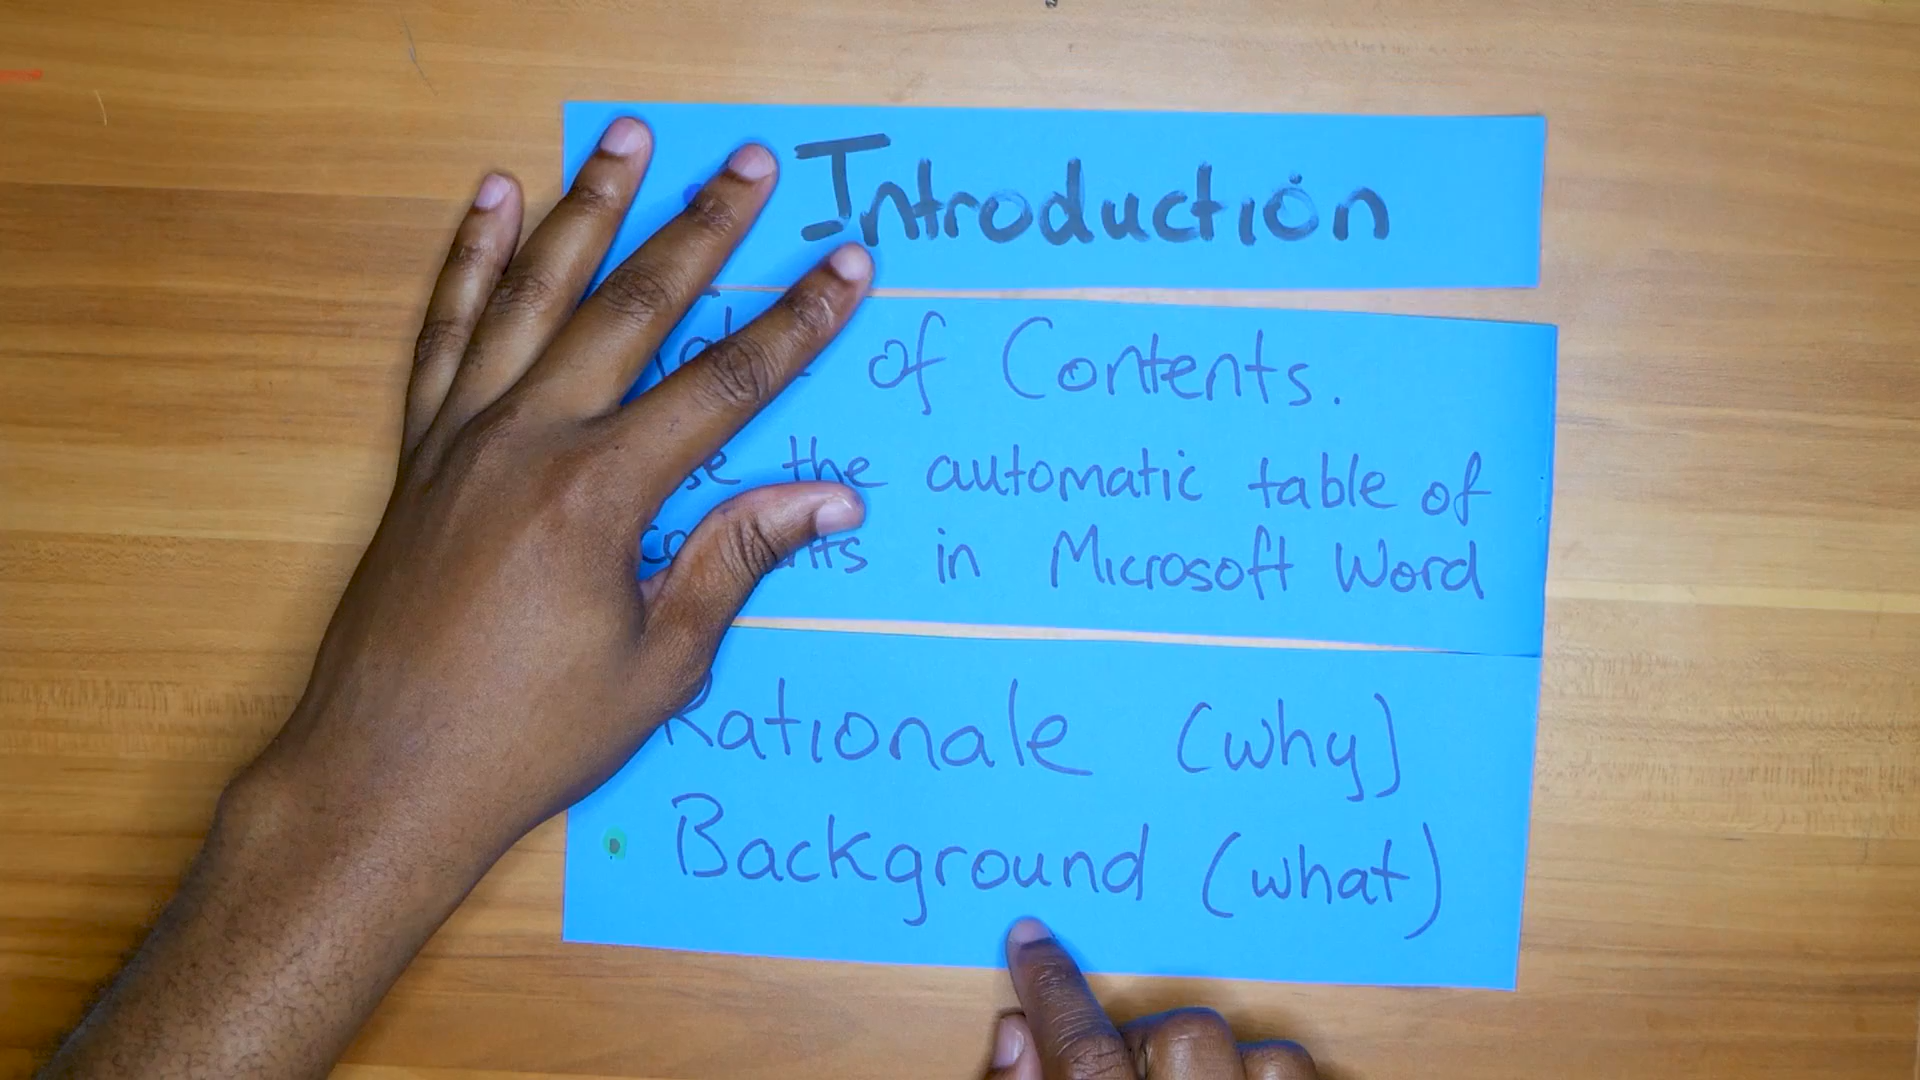 Introduction
of Contents.
the automatic table of
in Microsoft Word
Rationale (why)
Background (what)